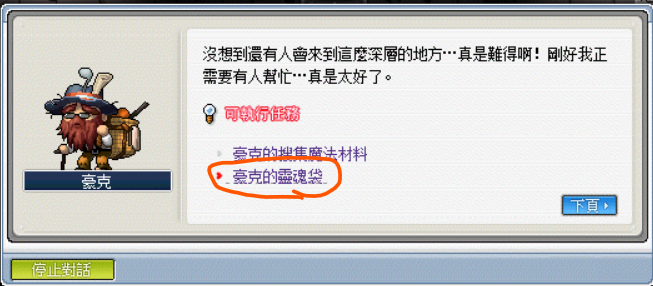 沒想到還有人會來到這麼深層的地方…真是難得啊！剛好我正
需要有人幫忙…真是太好了。
可執行任務
豪克的搜集魔法材料
豪克的靈魂袋
豪克
下頁
停止對話